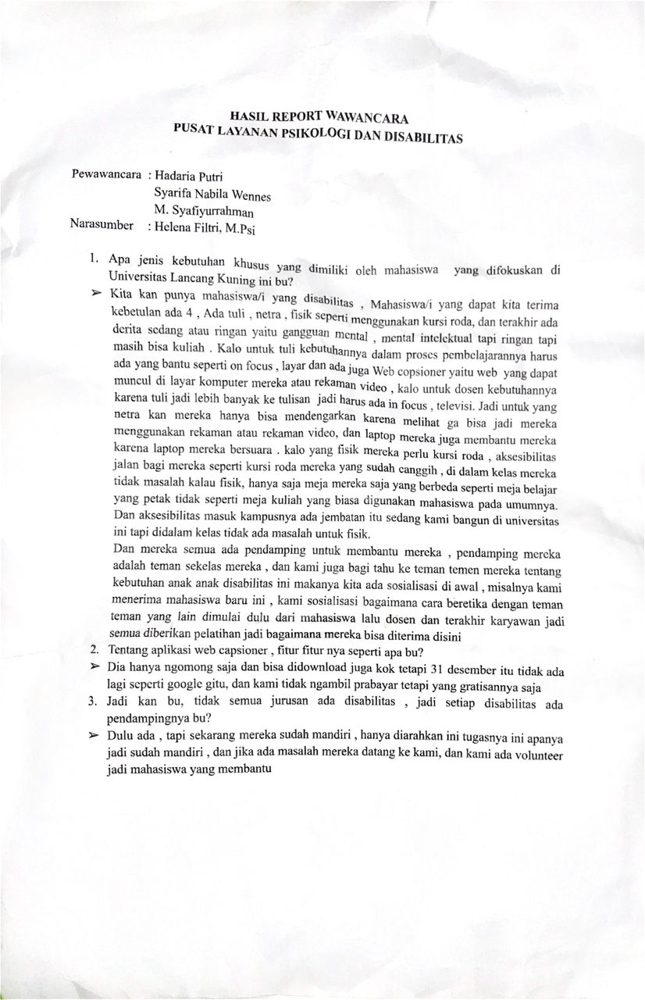 HASIL REPORT WAWANCARA
PUSAT LAYANAN PSIKOLOGI DAN DISABILITAS
Pewawancara : Hadaria Putri
Syarifa Nabila Wennes
M. Syafiyurrahman
Narasumber : Helena Filtri, M.Psi
1. Apa jenis kebutuhan khusus yang dimiliki oleh mahasiswa yang difokuskan di
Universitas Lancang Kuning ini bu?
➢ Kita kan punya mahasiswa/i yang disabilitas , Mahasiswa/i yang dapat kita terima
kebetulan ada 4 , Ada tuli , netra , fisik seperti menggunakan kursi roda, dan terakhir ada
derita sedang atau ringan yaitu gangguan mental , mental intelektual tapi ringan tapi
masih bisa kuliah . Kalo untuk tuli kebutuhannya dalam proses pembelajarannya harus
ada yang bantu seperti on focus , layar dan ada juga Web copsioner yaitu web yang dapat
muncul di layar komputer mereka atau rekaman video , kalo untuk dosen kebutuhannya
karena tuli jadi lebih banyak ke tulisan jadi harus ada in focus , televisi. Jadi untuk yang
netra kan mereka hanya bisa mendengarkan karena melihat ga bisa jadi mereka
menggunakan rekaman atau rekaman video, dan laptop mereka juga membantu mereka
karena laptop mereka bersuara . kalo yang fisik mereka perlu kursi roda , aksesibilitas
jalan bagi mereka seperti kursi roda mereka yang sudah canggih , di dalam kelas mereka
tidak masalah kalau fisik, hanya saja meja mereka saja yang berbeda seperti meja belajar
yang petak tidak seperti meja kuliah yang biasa digunakan mahasiswa pada umumnya.
Dan aksesibilitas masuk kampusnya ada jembatan itu sedang kami bangun di universitas
ini tapi didalam kelas tidak ada masalah untuk fisik.
Dan mereka semua ada pendamping untuk membantu mereka , pendamping mereka
adalah teman sekelas mereka , dan kami juga bagi tahu ke teman temen mereka tentang
kebutuhan anak anak disabilitas ini makanya kita ada sosialisasi di awal , misalnya kami
menerima mahasiswa baru ini , kami sosialisasi bagaimana cara beretika dengan teman
teman yang lain dimulai dulu dari mahasiswa lalu dosen dan terakhir karyawan jadi
semua diberikan pelatihan jadi bagaimana mereka bisa diterima disini
2. Tentang aplikasi web capsioner , fitur fitur nya seperti apa bu?
➢ Dia hanya ngomong saja dan bisa didownload juga kok tetapi 31 desember itu tidak ada
lagi seperti google gitu, dan kami tidak ngambil prabayar tetapi yang gratisannya saja
3. Jadi kan bu, tidak semua jurusan ada disabilitas , jadi setiap disabilitas ada
pendampingnya bu?
➢ Dulu ada , tapi sekarang mereka sudah mandiri , hanya diarahkan ini tugasnya ini apanya
jadi sudah mandiri , dan jika ada masalah mereka datang ke kami, dan kami ada volunteer
jadi mahasiswa yang membantu